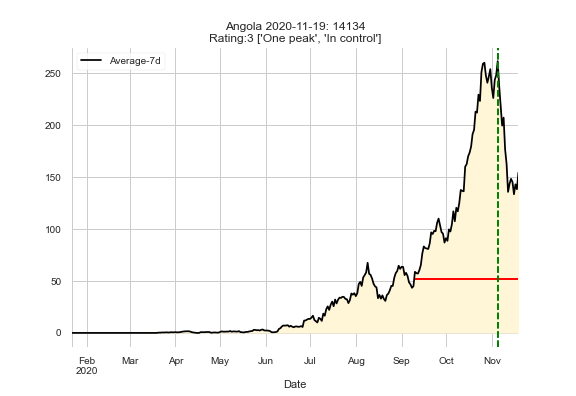 Angola 2020-11-19: 14134
Rating:3 ['One peak', 'In control']
Average-7d
250
200
150
100
50
0
Feb Mar Apr May Jun Jul Aug Sep Oct Nov
2020
Date